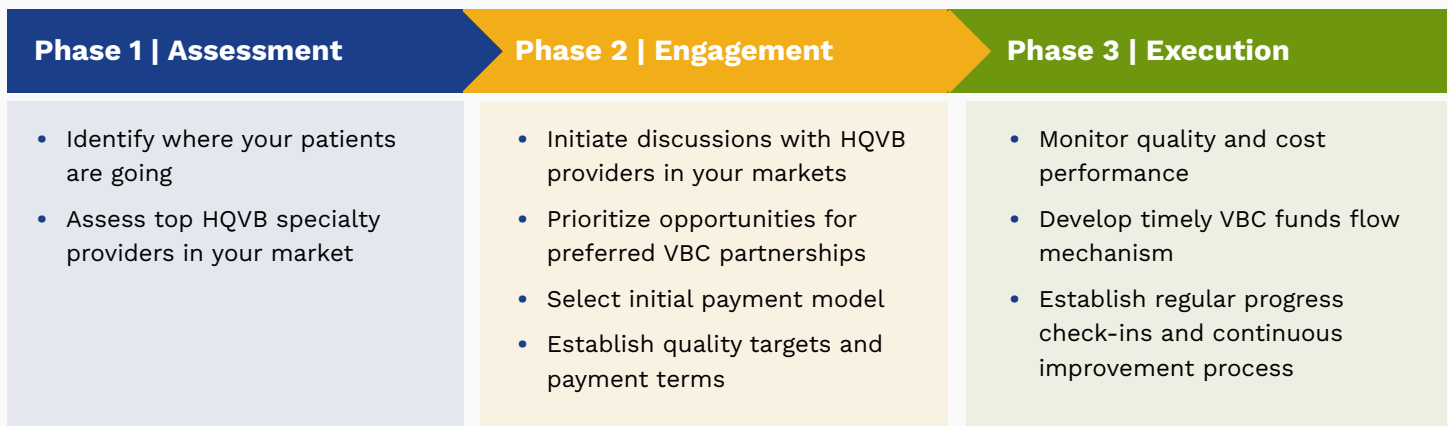 Phase 1 | Assessment
• Identify where your patients
are going
• Assess top HQVB specialty
providers in your market
Phase 2 | Engagement
• Initiate discussions with HQVB
providers in your markets
• Prioritize opportunities for
preferred VBC partnerships
• Select initial payment model
• Establish quality targets and
payment terms
Phase 3 | Execution
• Monitor quality and cost
performance
• Develop timely VBC funds flow
mechanism
• Establish regular progress
check-ins and continuous
improvement process